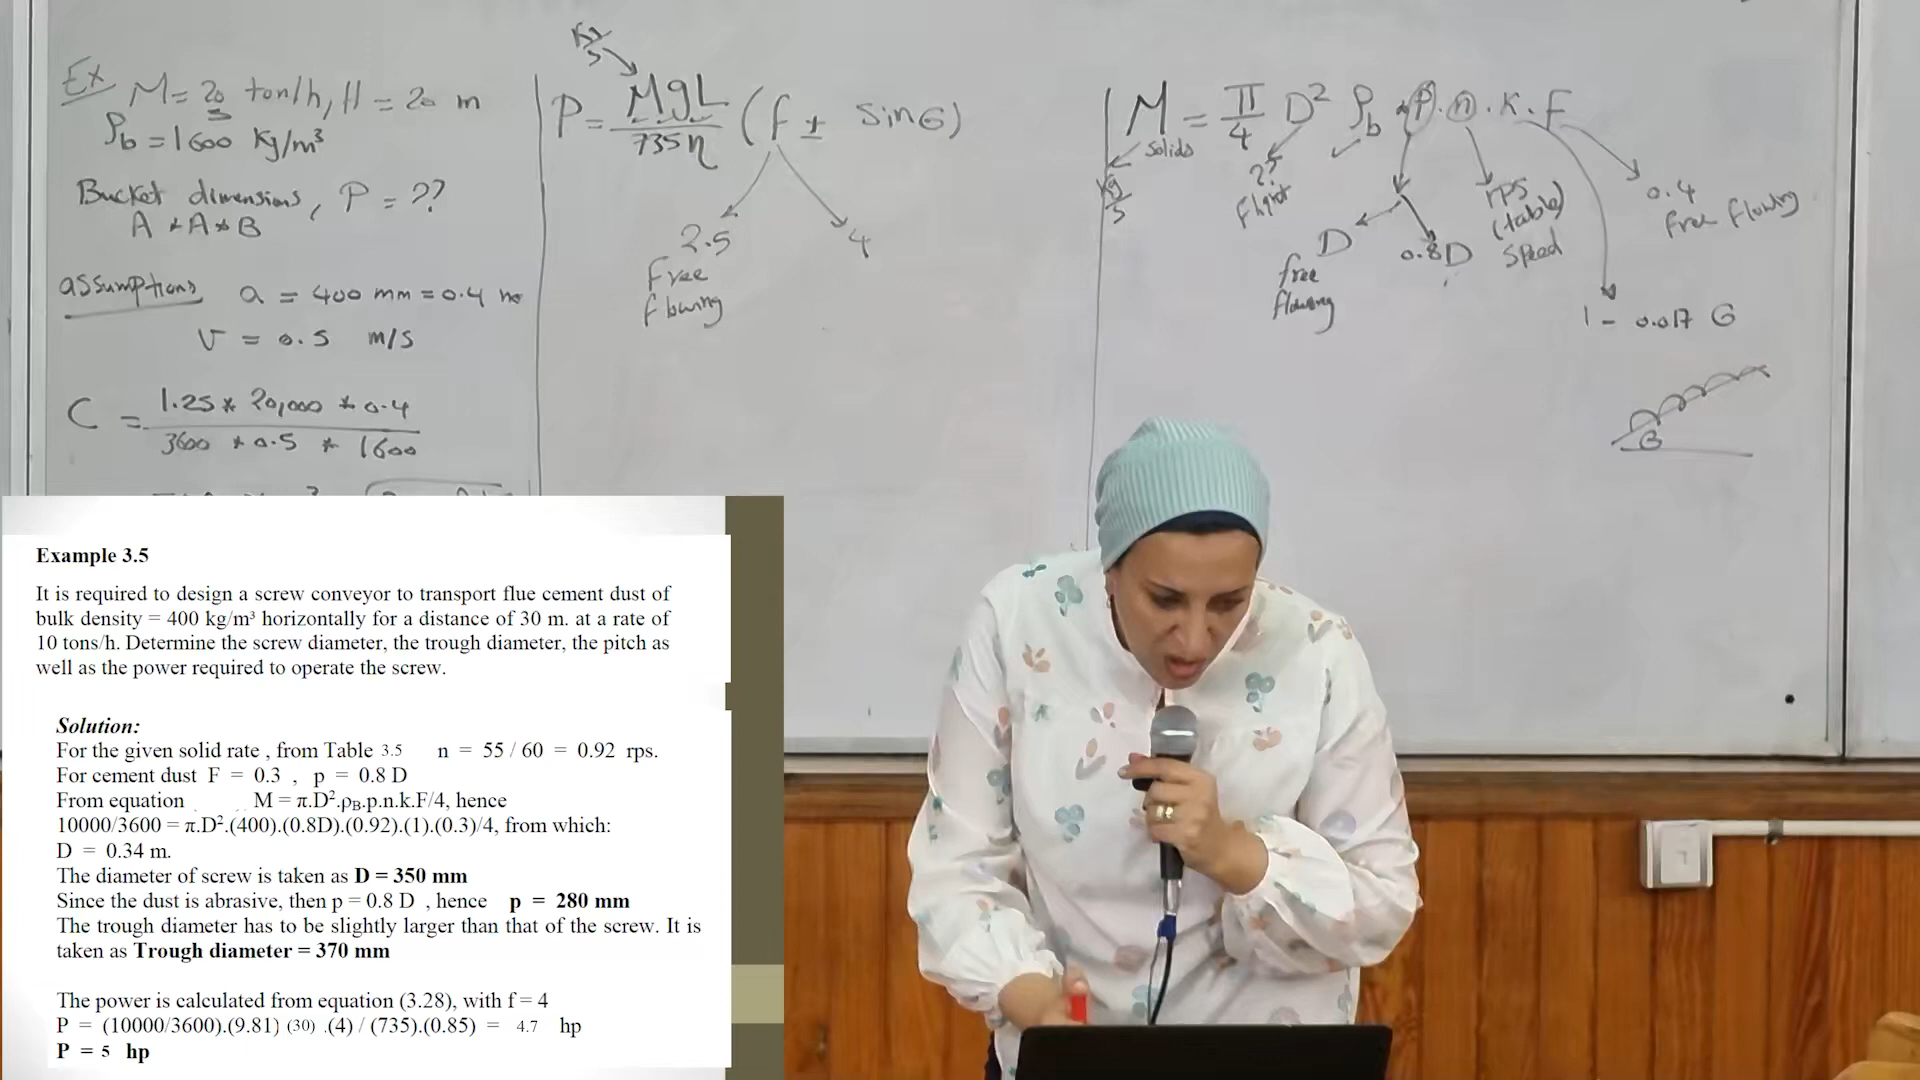 Ex M = 20 ton/h, H = 20 m
ρb = 1600 kg/m³
Bucket dimensions, P = ??
A * A * B
assumptions a = 400 mm = 0.4 m
v = 0.5 m/s
C = 1.25 * 20,000 * 0.4
3600 * 0.5 * 1600
kg/s
P = MgL / 735η (f ± sin θ)
2.5
Free
flowing
4
M = π/4 D² ρb * P . n . K . F
solids
kg/s
??
Flight
D
free
flowing
0.8D
rps
(table)
speed
0.4
free flowing
1 - 0.017 θ
θ
Example 3.5
It is required to design a screw conveyor to transport flue cement dust of
bulk density = 400 kg/m³ horizontally for a distance of 30 m. at a rate of
10 tons/h. Determine the screw diameter, the trough diameter, the pitch as
well as the power required to operate the screw.
Solution:
For the given solid rate , from Table 3.5 n = 55 / 60 = 0.92 rps.
For cement dust F = 0.3 , p = 0.8 D
From equation M = π.D².ρB.p.n.k.F/4, hence
10000/3600 = π.D².(400).(0.8D).(0.92).(1).(0.3)/4, from which:
D = 0.34 m.
The diameter of screw is taken as D = 350 mm
Since the dust is abrasive, then p = 0.8 D , hence p = 280 mm
The trough diameter has to be slightly larger than that of the screw. It is
taken as Trough diameter = 370 mm
The power is calculated from equation (3.28), with f = 4
P = (10000/3600).(9.81) (30) .(4) / (735).(0.85) = 4.7 hp
P = 5 hp